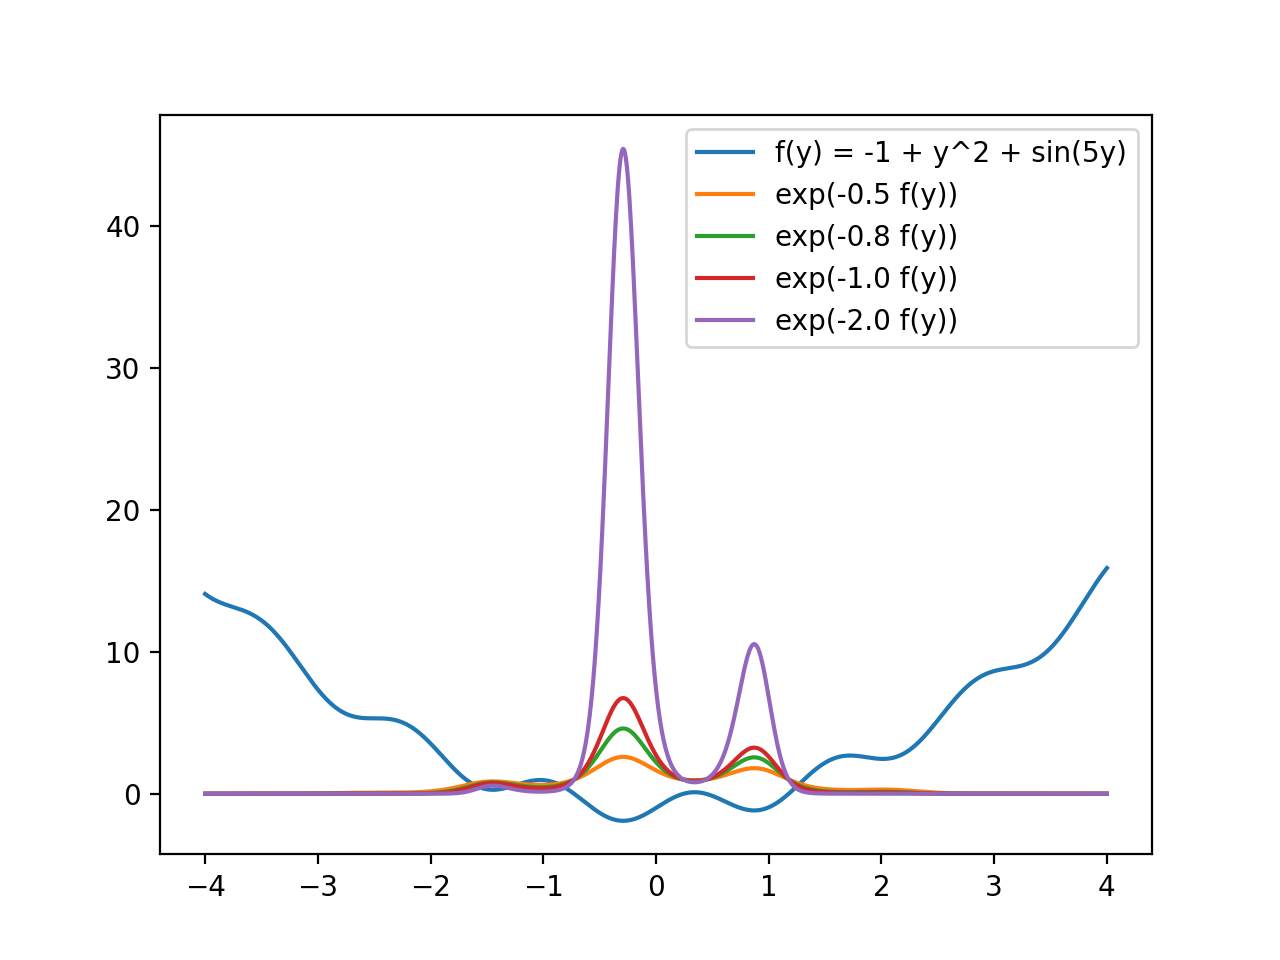 f(y) = -1 + y^2 + sin(5y)
exp(-0.5 f(y))
exp(-0.8 f(y))
exp(-1.0 f(y))
exp(-2.0 f(y))
40
30
20
10
0
−4 −3 −2 −1 0 1 2 3 4